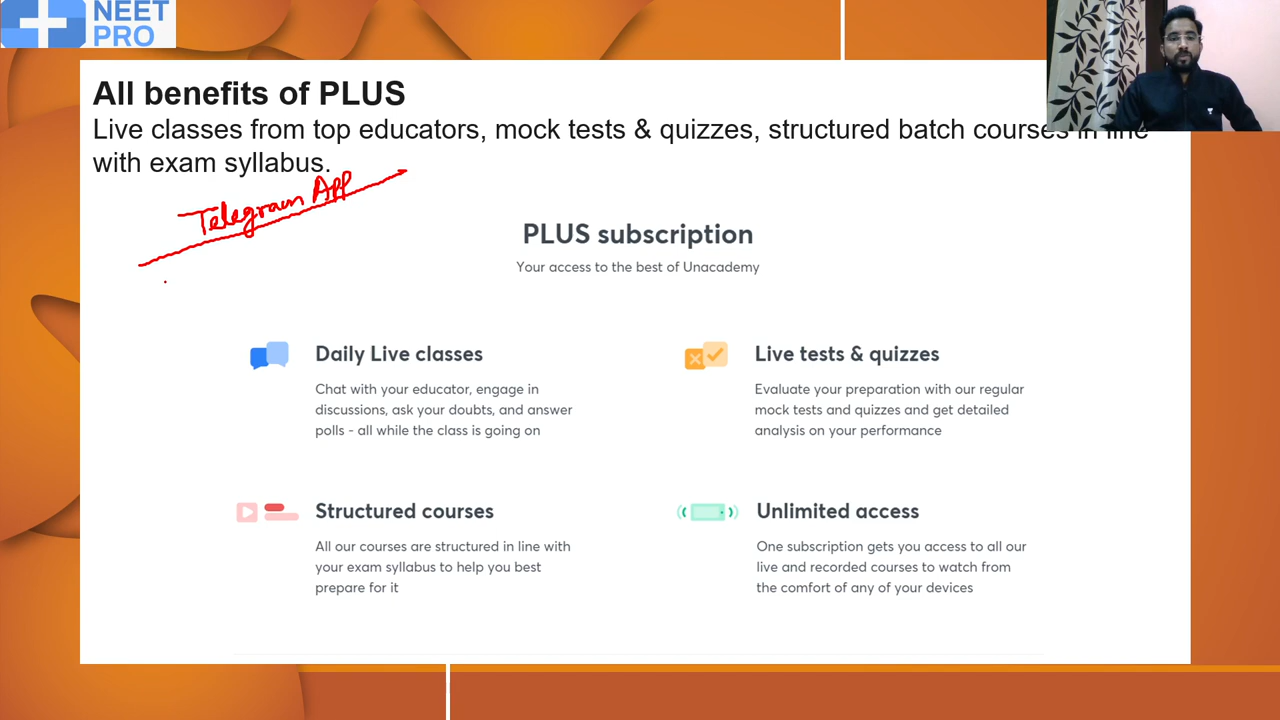 NEET
PRO
All benefits of PLUS
Live classes from top educators, mock tests & quizzes, structured batch courses in line
with exam syllabus.
Telegram App
PLUS subscription
Your access to the best of Unacademy
Daily Live classes
Chat with your educator, engage in
discussions, ask your doubts, and answer
polls - all while the class is going on
Live tests & quizzes
Evaluate your preparation with our regular
mock tests and quizzes and get detailed
analysis on your performance
Structured courses
All our courses are structured in line with
your exam syllabus to help you best
prepare for it
Unlimited access
One subscription gets you access to all our
live and recorded courses to watch from
the comfort of any of your devices